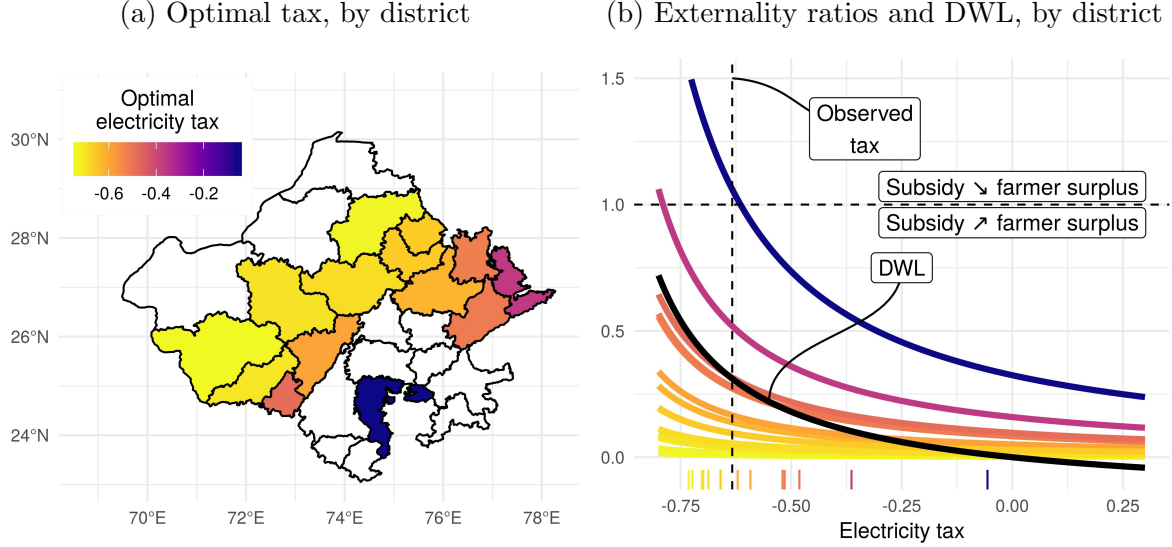 (a) Optimal tax, by district
Optimal
electricity tax
-0.6 -0.4 -0.2
30°N
28°N
26°N
24°N
70°E 72°E 74°E 76°E 78°E
(b) Externality ratios and DWL, by district
1.5
1.0
0.5
0.0
Observed
tax
Subsidy ↘ farmer surplus
Subsidy ↗ farmer surplus
DWL
-0.75 -0.50 -0.25 0.00 0.25
Electricity tax